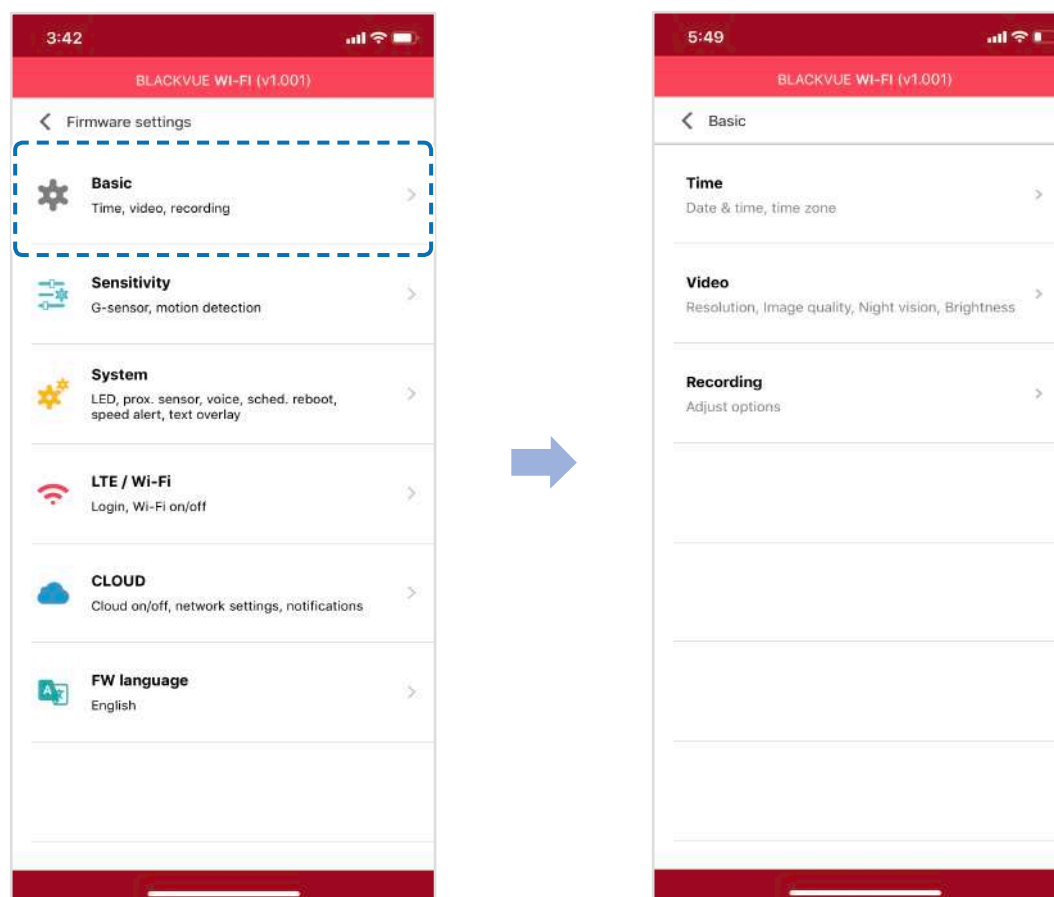 3:42
BLACKVUE WI-FI (v1.001)
Firmware settings
Basic
Time, video, recording
Sensitivity
G-sensor, motion detection
System
LED, prox. sensor, voice, sched. reboot,
speed alert, text overlay
LTE / Wi-Fi
Login, Wi-Fi on/off
CLOUD
Cloud on/off, network settings, notifications
A
FW language
English
5:49
BLACKVUE WI-FI (v1.001)
Basic
Time
Date & time, time zone
Video
Resolution, Image quality, Night vision, Brightness
Recording
Adjust options